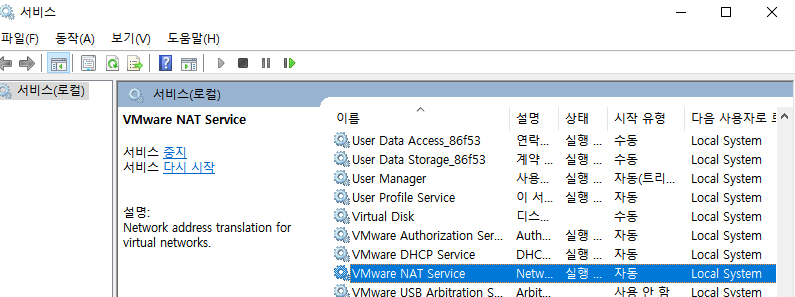 서비스
파일(F) 동작(A) 보기(V) 도움말(H)
서비스(로컬)
서비스(로컬)
VMware NAT Service
서비스 중지
서비스 다시 시작
설명:
Network address translation for
virtual networks.
이름 설명 상태 시작 유형 다음 사용자로 로
User Data Access_86f53 연락... 실행 ... 수동 Local System
User Data Storage_86f53 계약 ... 실행 ... 수동 Local System
User Manager 사용... 실행 ... 자동(트리... Local System
User Profile Service 이 서... 실행 ... 자동 Local System
Virtual Disk 디스... 수동 Local System
VMware Authorization Ser... Auth... 실행 ... 자동 Local System
VMware DHCP Service DHC... 실행 ... 자동 Local System
VMware NAT Service Netw... 실행 ... 자동 Local System
VMware USB Arbitration S... Arbit... 사용 안 함 Local System